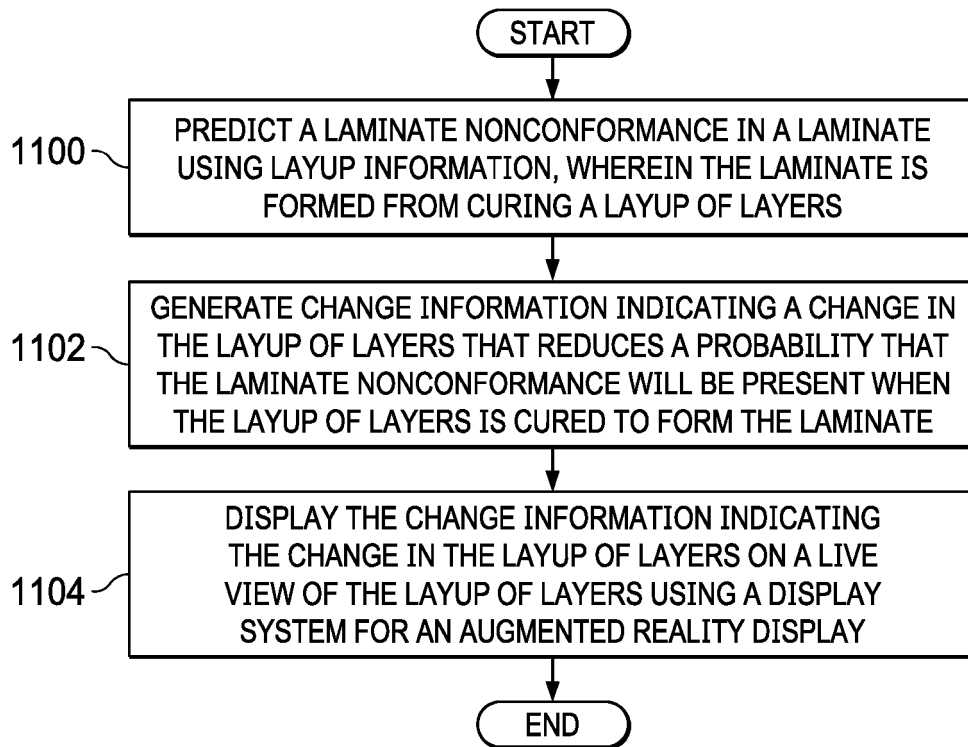 START
1100
PREDICT A LAMINATE NONCONFORMANCE IN A LAMINATE
USING LAYUP INFORMATION, WHEREIN THE LAMINATE IS
FORMED FROM CURING A LAYUP OF LAYERS
1102
GENERATE CHANGE INFORMATION INDICATING A CHANGE IN
THE LAYUP OF LAYERS THAT REDUCES A PROBABILITY THAT
THE LAMINATE NONCONFORMANCE WILL BE PRESENT WHEN
THE LAYUP OF LAYERS IS CURED TO FORM THE LAMINATE
1104
DISPLAY THE CHANGE INFORMATION INDICATING
THE CHANGE IN THE LAYUP OF LAYERS ON A LIVE
VIEW OF THE LAYUP OF LAYERS USING A DISPLAY
SYSTEM FOR AN AUGMENTED REALITY DISPLAY
END